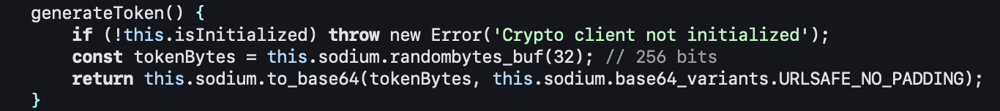 generateToken() {
if (!this.isInitialized) throw new Error('Crypto client not initialized');
const tokenBytes = this.sodium.randombytes_buf(32); // 256 bits
return this.sodium.to_base64(tokenBytes, this.sodium.base64_variants.URLSAFE_NO_PADDING);
}